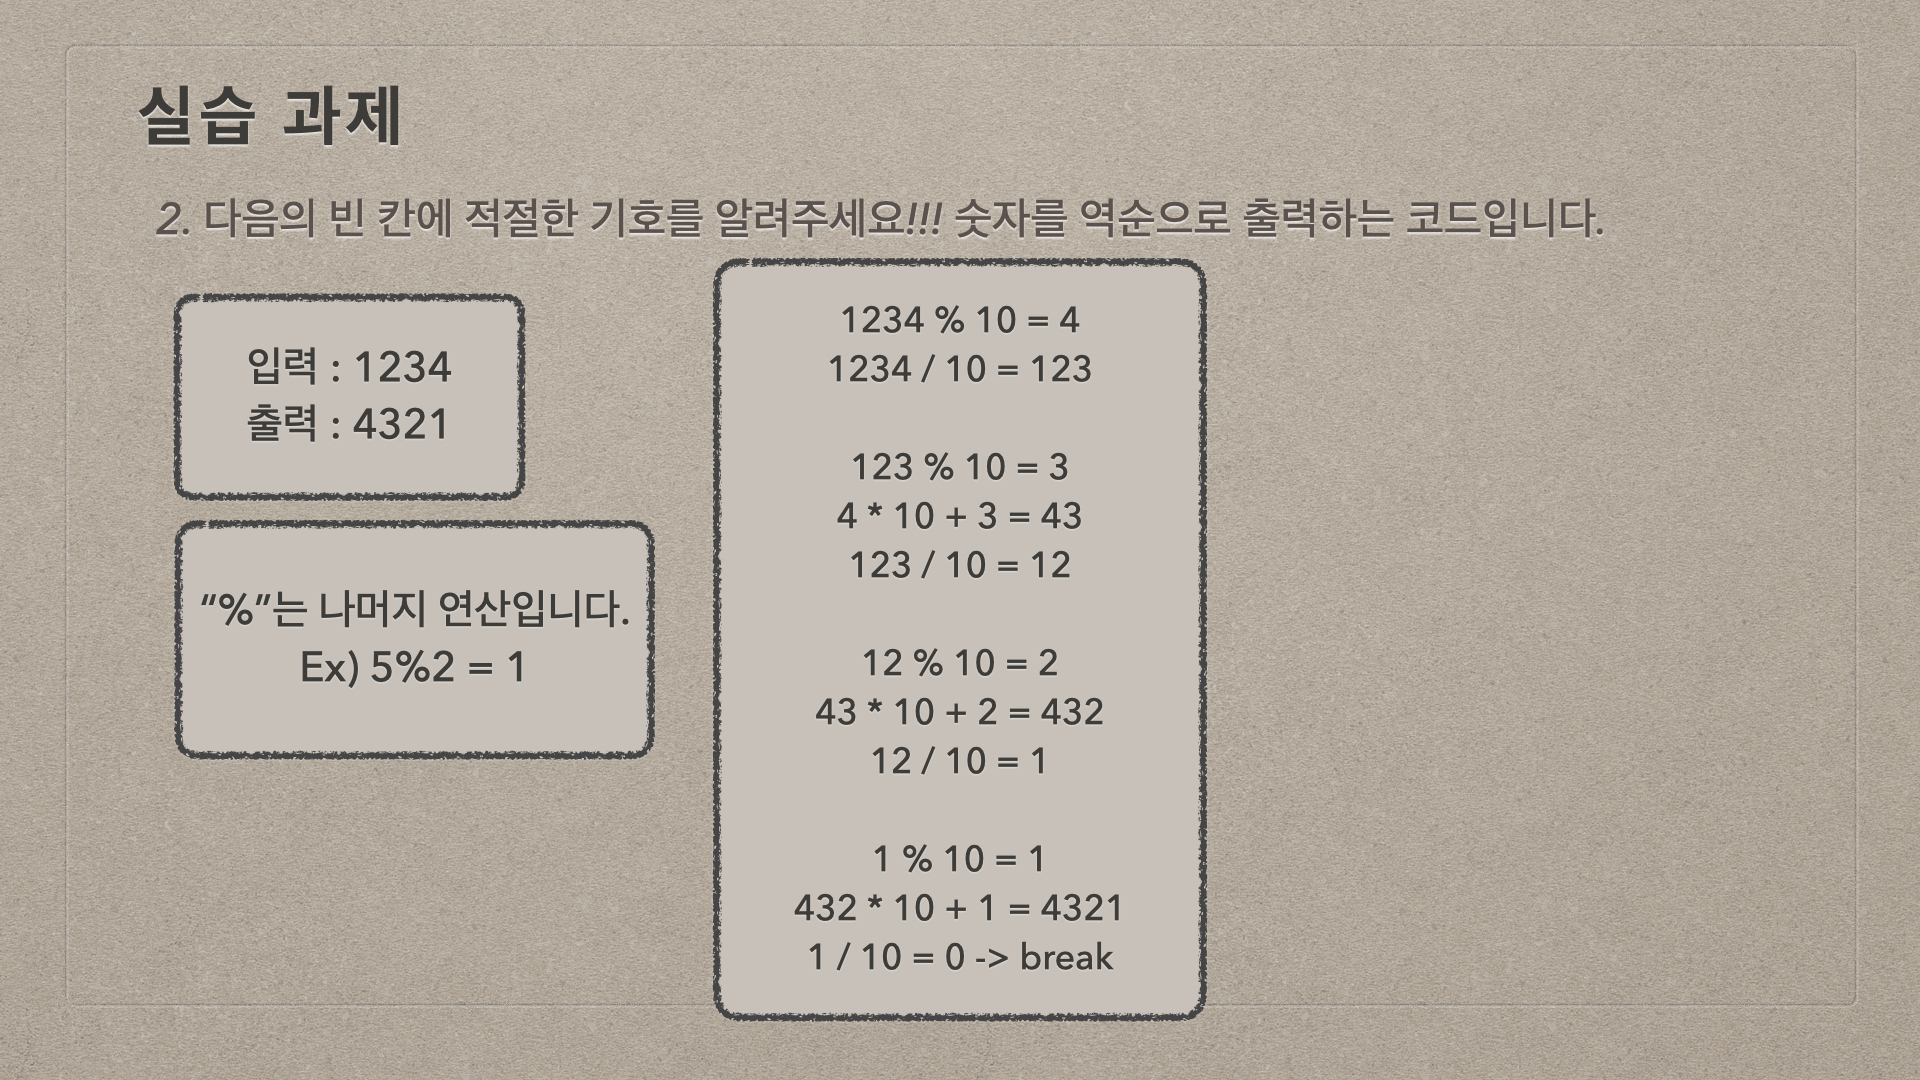 실습 과제
2. 다음의 빈 칸에 적절한 기호를 알려주세요!!! 숫자를 역순으로 출력하는 코드입니다.
입력 : 1234
출력 : 4321
“%”는 나머지 연산입니다.
Ex) 5%2 = 1
1234 % 10 = 4
1234 / 10 = 123
123 % 10 = 3
4 * 10 + 3 = 43
123 / 10 = 12
12 % 10 = 2
43 * 10 + 2 = 432
12 / 10 = 1
1 % 10 = 1
432 * 10 + 1 = 4321
1 / 10 = 0 -> break